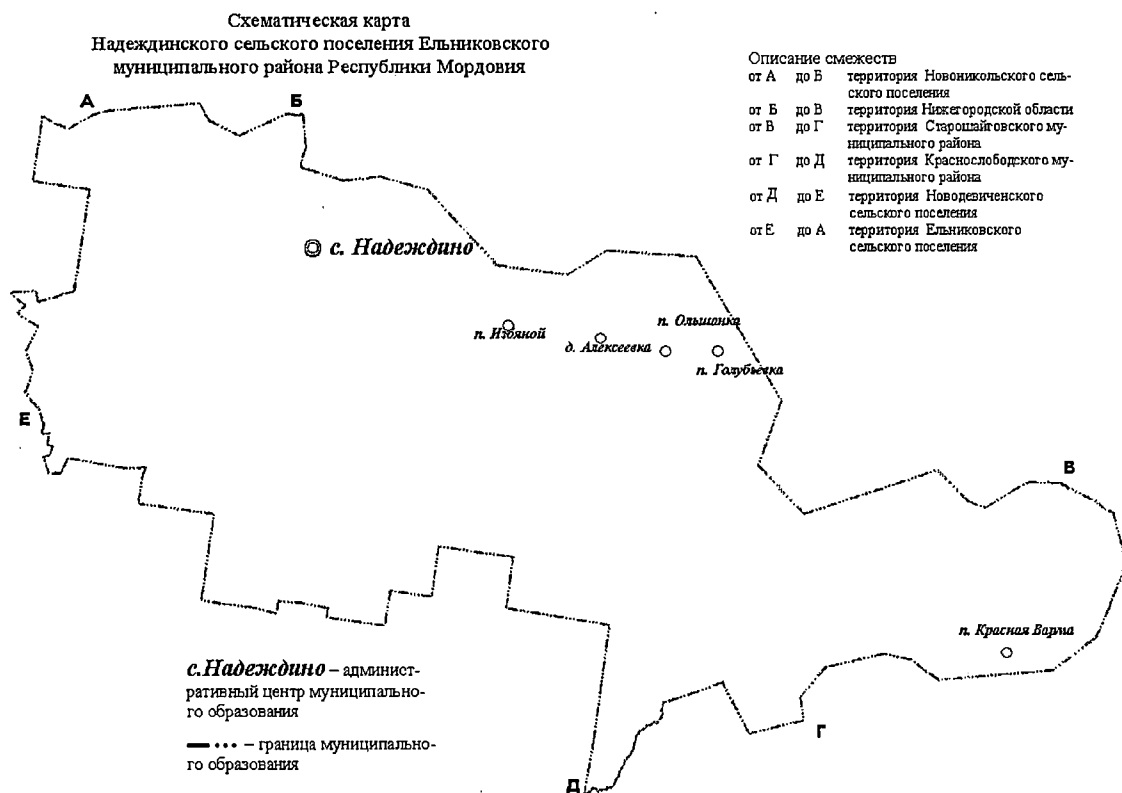 Схематическая карта
Надеждинского сельского поселения Ельниковского
муниципального района Республики Мордовия
Описание смежеств
от А до Б территория Новоникольского сель-
ского поселения
от Б до В территория Нижегородской области
от В до Г территория Старошайговского му-
ниципального района
от Г до Д территория Краснослободского му-
ниципального района
от Д до Е территория Новодевиченского
сельского поселения
от Е до А территория Ельниковского
сельского поселения
А
Б
с. Надеждино
п. Избяной
д. Алексеевка
п. Ольшанка
п. Голубьевка
Е
В
п. Красная Варма
Г
Д
с.Надеждино – админист-
ративный центр муниципально-
го образования
– граница муниципально-
го образования